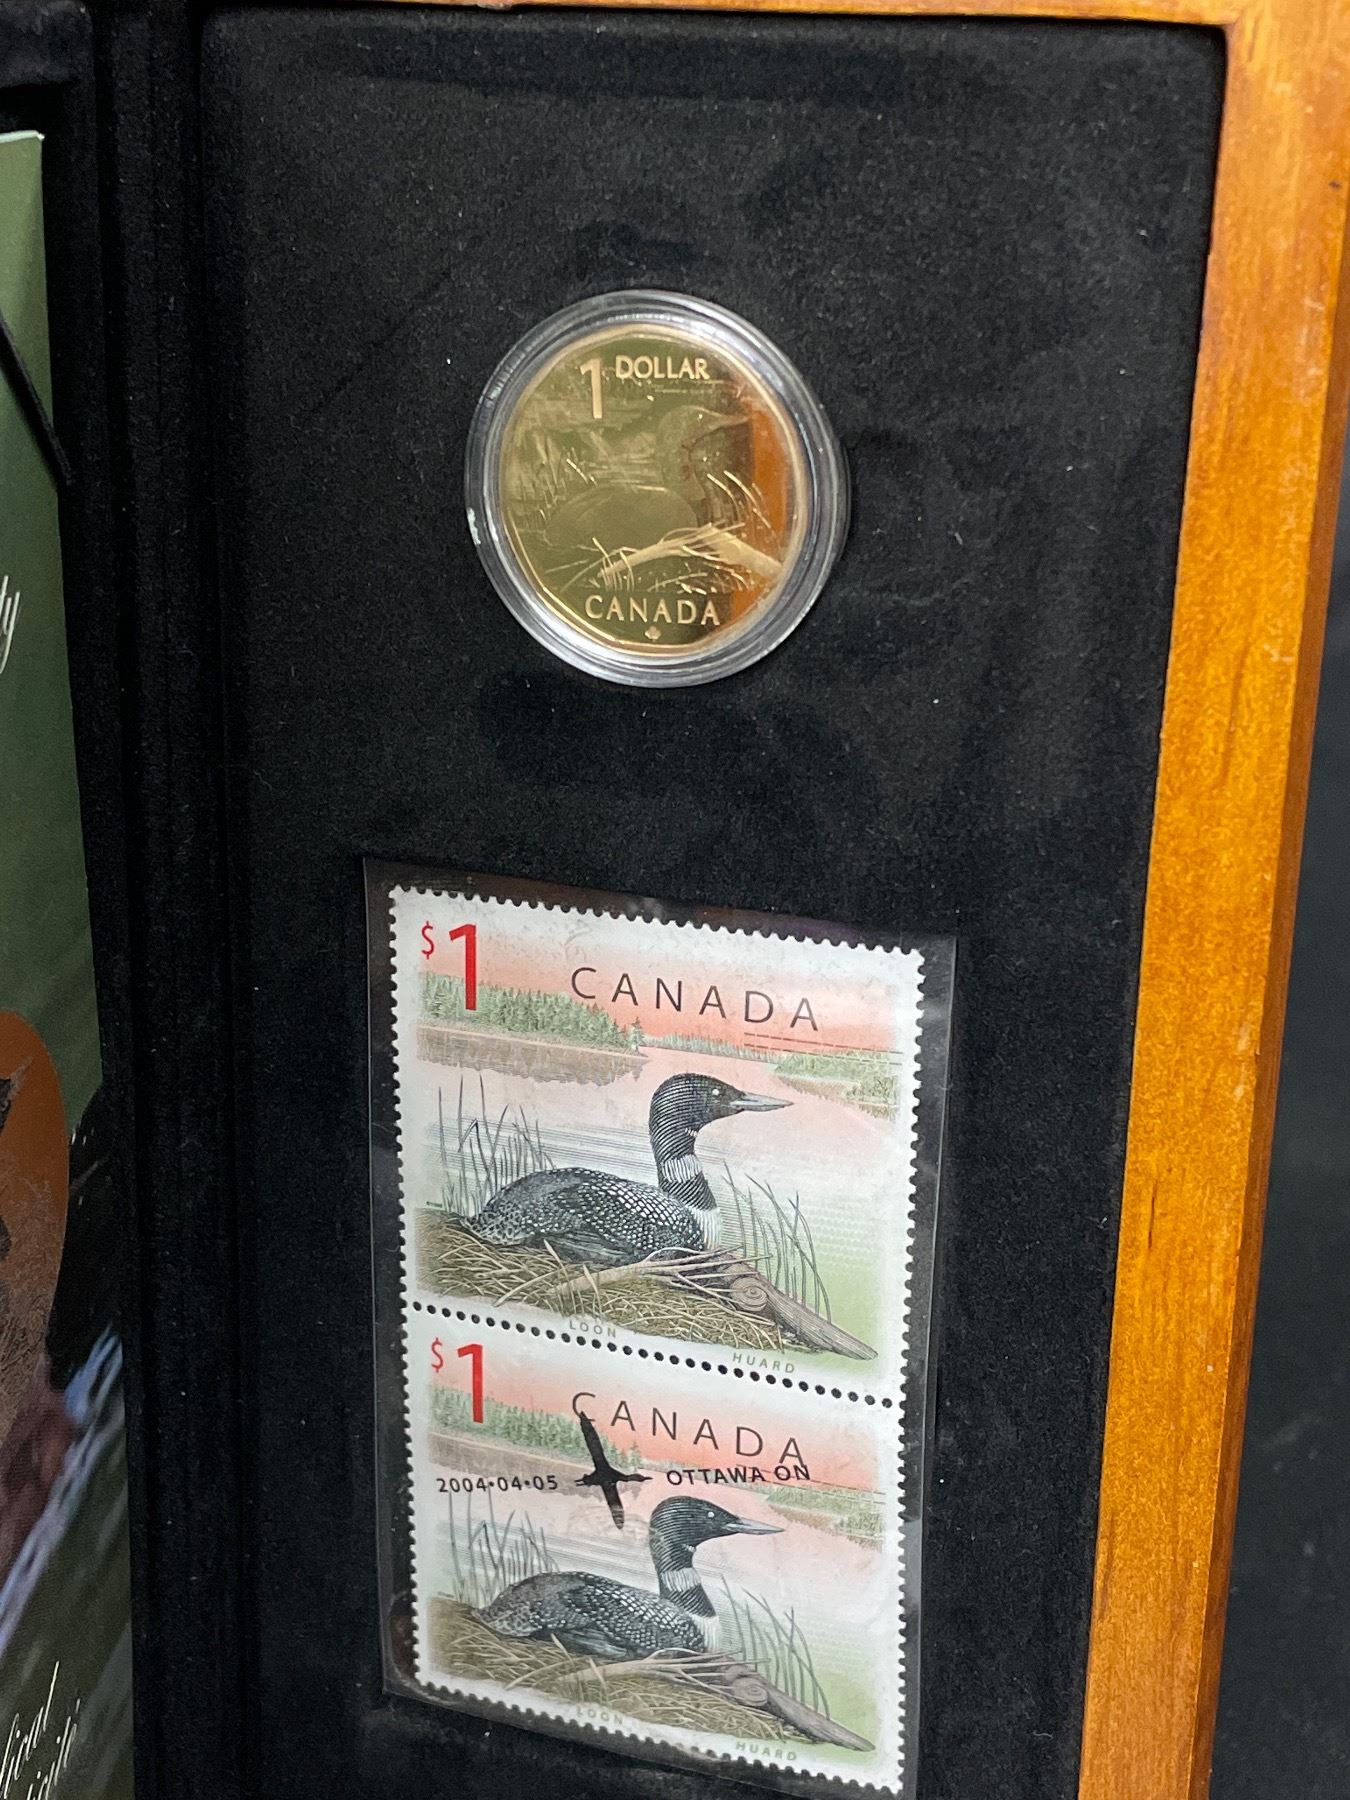 1 DOLLAR
CANADA
$1
CANADA
LOON
HUARD
$1
CANADA
2004·04·05 OTTAWA ON
LOON
HUARD